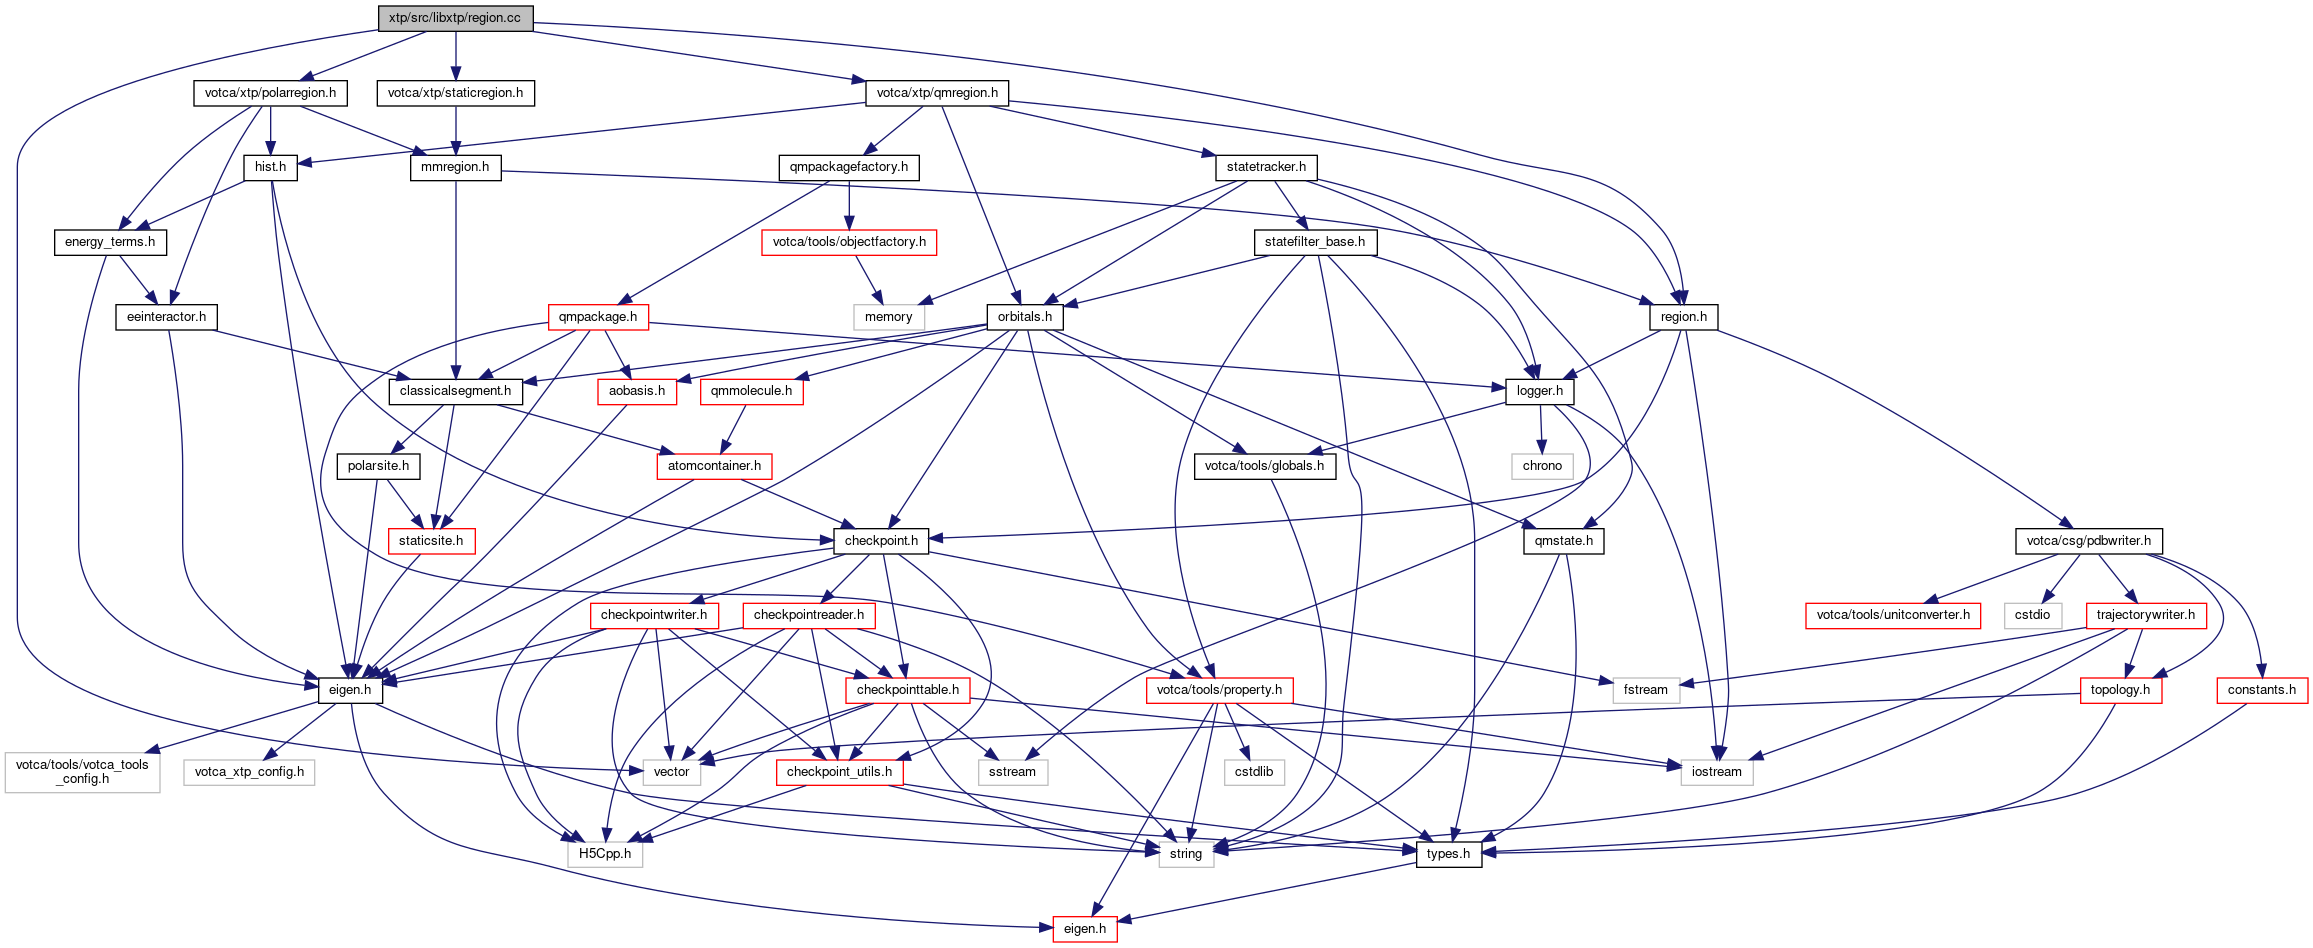 xtp/src/libxtp/region.cc
votca/xtp/polarregion.h
votca/xtp/staticregion.h
votca/xtp/qmregion.h
hist.h
mmregion.h
qmpackagefactory.h
statetracker.h
energy_terms.h
votca/tools/objectfactory.h
statefilter_base.h
eeinteractor.h
qmpackage.h
memory
orbitals.h
region.h
classicalsegment.h
aobasis.h
qmmolecule.h
logger.h
polarsite.h
atomcontainer.h
votca/tools/globals.h
chrono
staticsite.h
checkpoint.h
qmstate.h
votca/csg/pdbwriter.h
checkpointwriter.h
checkpointreader.h
votca/tools/unitconverter.h
cstdio
trajectorywriter.h
eigen.h
checkpointtable.h
votca/tools/property.h
fstream
topology.h
constants.h
votca/tools/votca_tools
_config.h
votca_xtp_config.h
vector
checkpoint_utils.h
sstream
cstdlib
iostream
H5Cpp.h
string
types.h
eigen.h